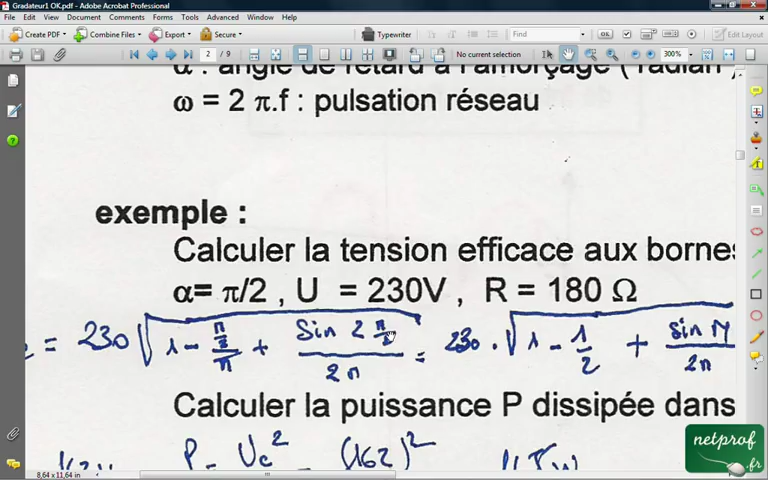 Gradateur1 OK.pdf - Adobe Acrobat Professional
File Edit View Document Comments Forms Tools Advanced Window Help
Create PDF Combine Files Export Secure Typewriter Find OK
2 / 9 No current selection 300% Edit Layout
α : angle de retard à l'amorçage ( radian )
ω = 2 π.f : pulsation réseau
exemple :
Calculer la tension efficace aux bornes
α= π/2 , U = 230V , R = 180 Ω
= 230 √(1 - (π/2)/π + (sin 2 π/2)/(2π)) = 230 . √(1 - 1/2 + (sin π)/(2π))
Calculer la puissance P dissipée dans
P = Uc² = (162)²
8,64 x 11,64 in
netprof
.fr